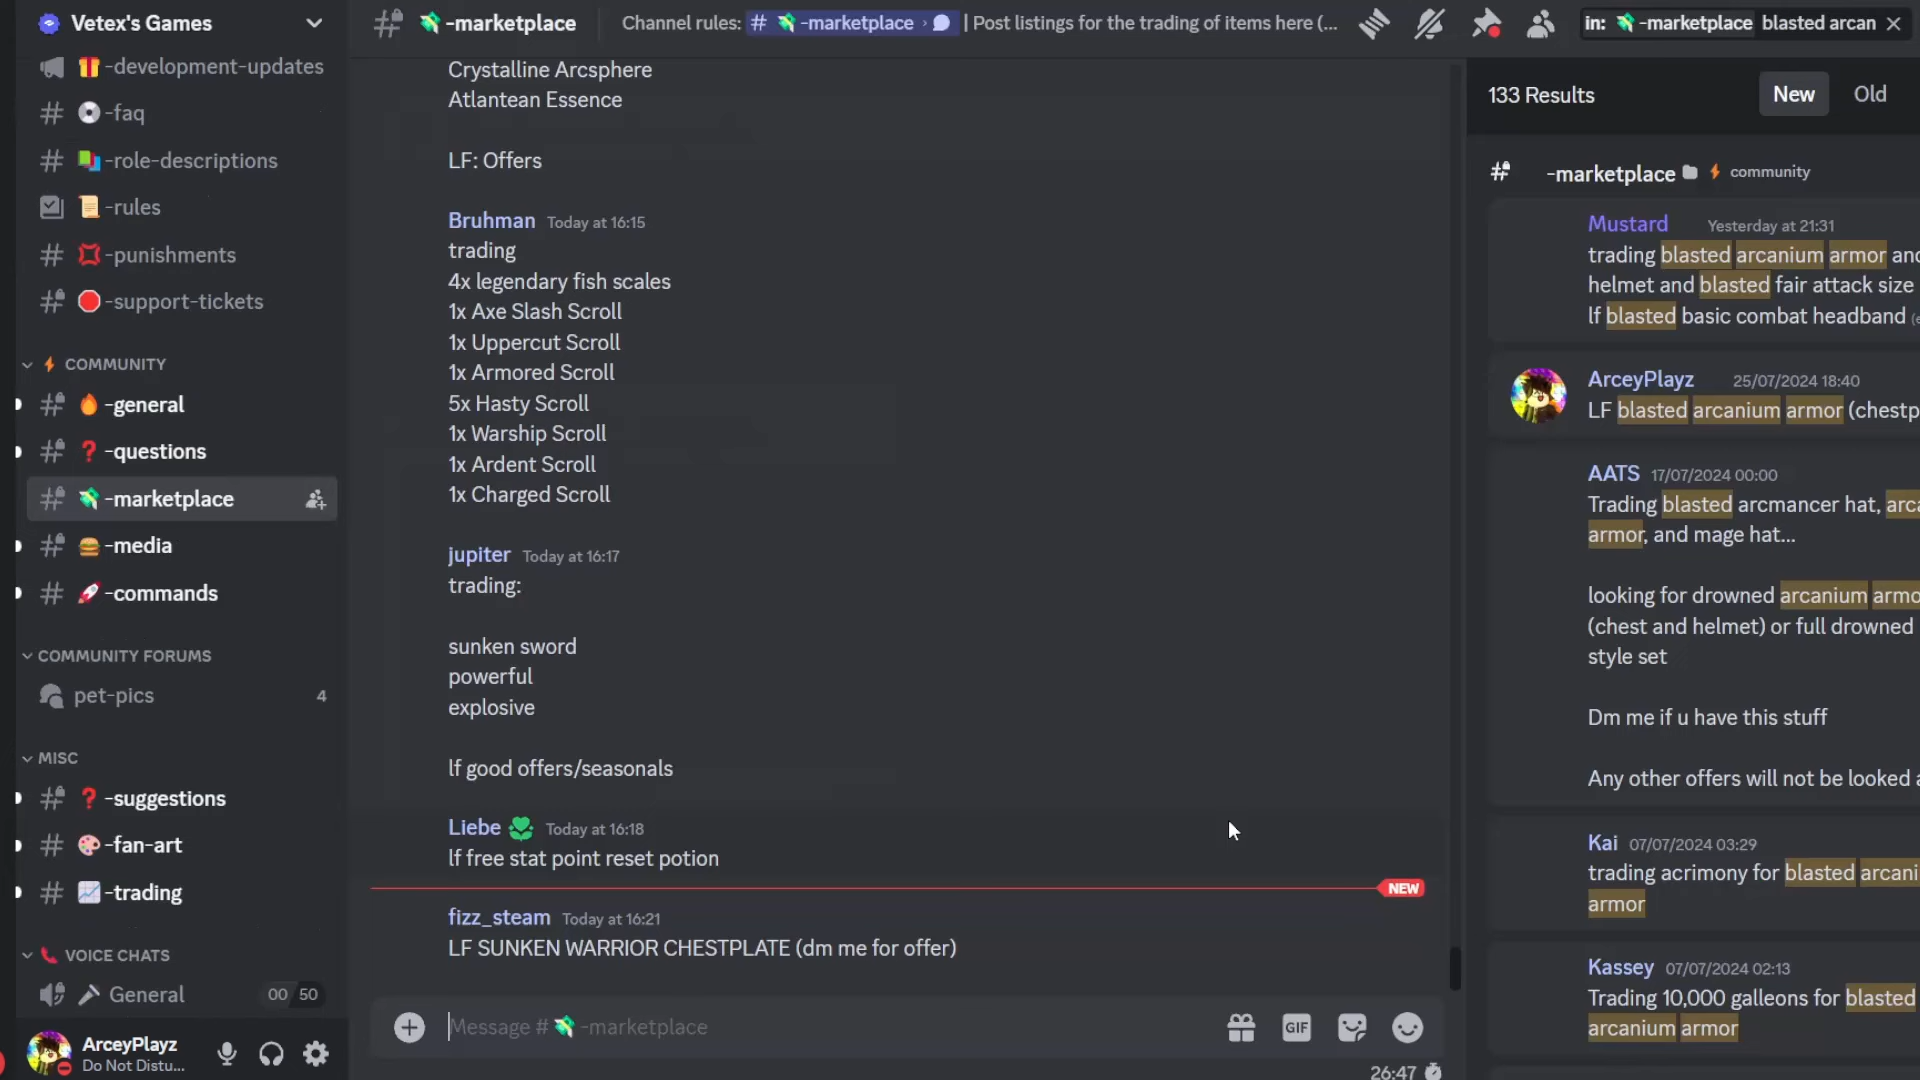 Vetex's Games
-development-updates
-faq
-role-descriptions
-rules
-punishments
-support-tickets
COMMUNITY
-general
-questions
-marketplace
-media
-commands
COMMUNITY FORUMS
pet-pics 4
MISC
-suggestions
-fan-art
-trading
VOICE CHATS
General 00 50
ArceyPlayz
Do Not Distu...
-marketplace
Channel rules: # -marketplace › | Post listings for the trading of items here (...
in: -marketplace blasted arcan
Crystalline Arcsphere
Atlantean Essence
LF: Offers
Bruhman Today at 16:15
trading
4x legendary fish scales
1x Axe Slash Scroll
1x Uppercut Scroll
1x Armored Scroll
5x Hasty Scroll
1x Warship Scroll
1x Ardent Scroll
1x Charged Scroll
jupiter Today at 16:17
trading:
sunken sword
powerful
explosive
lf good offers/seasonals
Liebe Today at 16:18
lf free stat point reset potion
NEW
fizz_steam Today at 16:21
LF SUNKEN WARRIOR CHESTPLATE (dm me for offer)
Message # -marketplace
GIF
26:47
133 Results
New
Old
-marketplace community
Mustard Yesterday at 21:31
trading blasted arcanium armor and
helmet and blasted fair attack size
lf blasted basic combat headband
ArceyPlayz 25/07/2024 18:40
LF blasted arcanium armor (chestp
AATS 17/07/2024 00:00
Trading blasted arcmancer hat, arca
armor, and mage hat...
looking for drowned arcanium armo
(chest and helmet) or full drowned
style set
Dm me if u have this stuff
Any other offers will not be looked a
Kai 07/07/2024 03:29
trading acrimony for blasted arcani
armor
Kassey 07/07/2024 02:13
Trading 10,000 galleons for blasted
arcanium armor